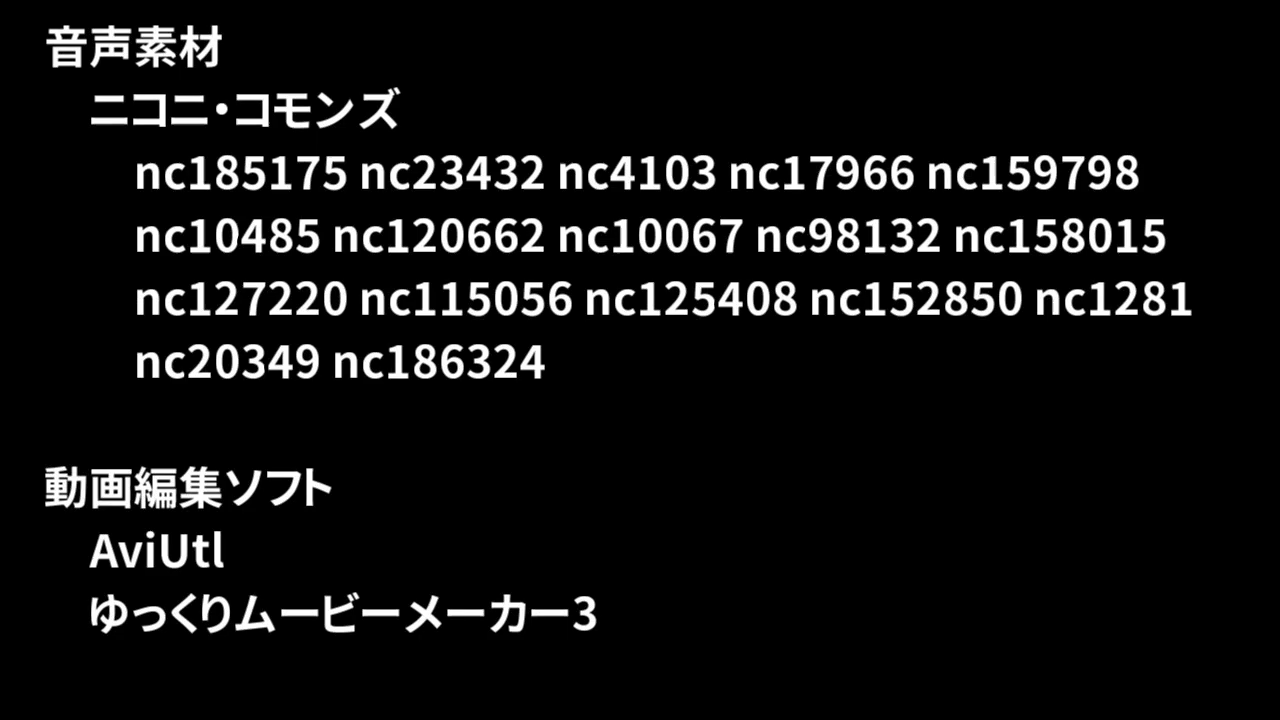 音声素材
ニコニ・コモンズ
nc185175 nc23432 nc4103 nc17966 nc159798
nc10485 nc120662 nc10067 nc98132 nc158015
nc127220 nc115056 nc125408 nc152850 nc1281
nc20349 nc186324
動画編集ソフト
AviUtl
ゆっくりムービーメーカー3